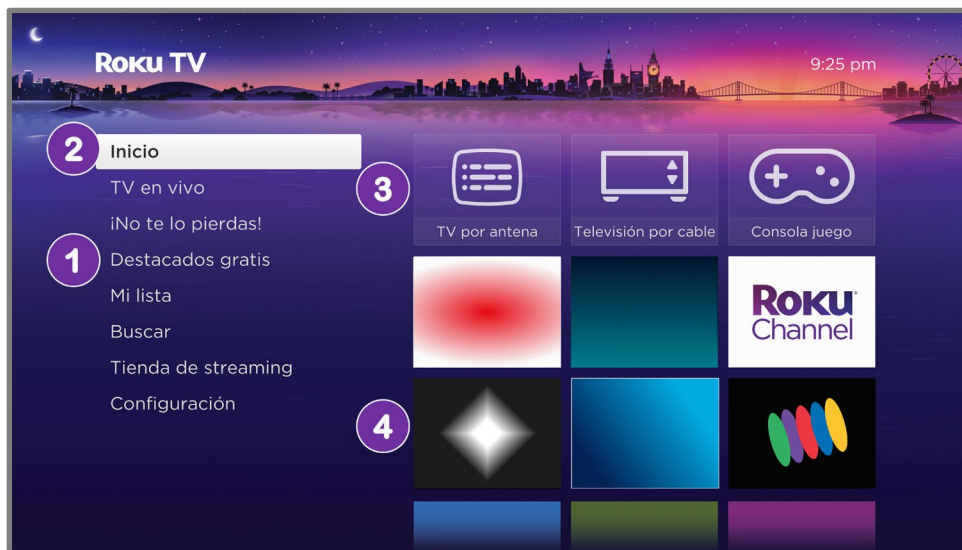 Roku TV
9:25 pm
2
Inicio
TV en vivo
3
¡No te lo pierdas!
1
Destacados gratis
Mi lista
Buscar
Tienda de streaming
Configuración
4
TV por antena
Televisión por cable
Consola juego
Roku
Channel